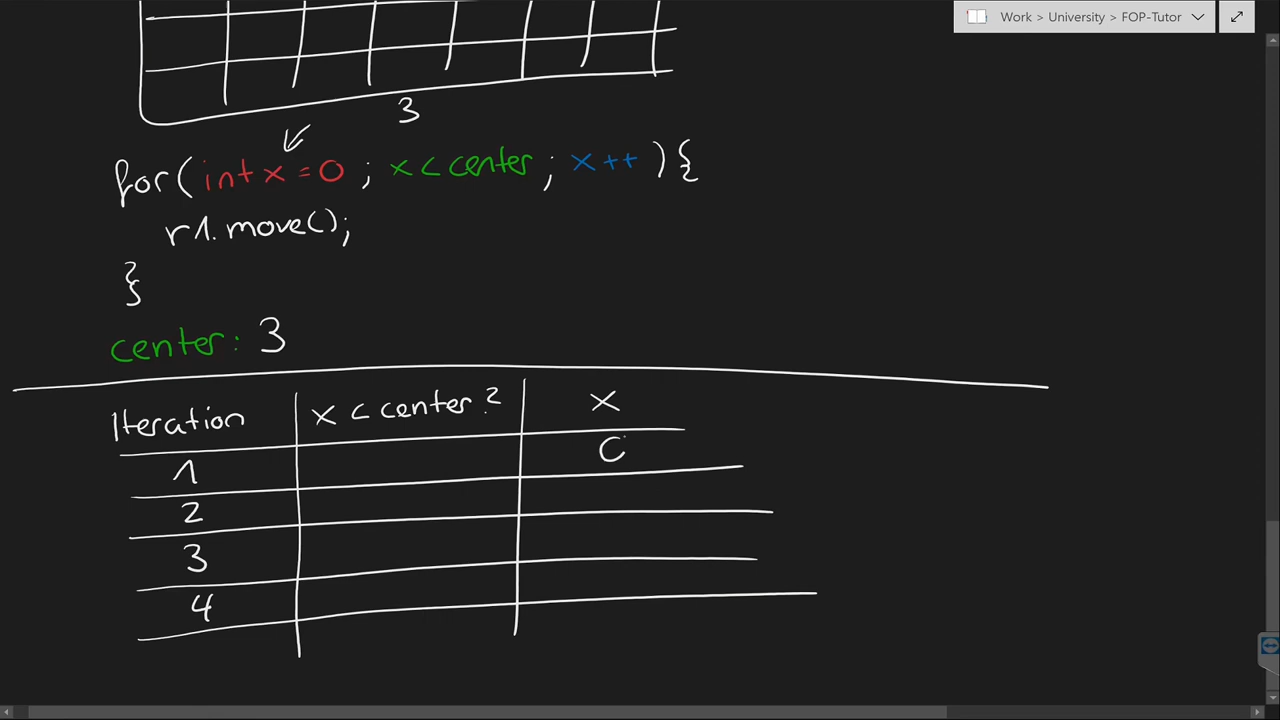 Work > University > FOP-Tutor
3
for(int x = 0 ; x < center ; x++ ){
r1.move();
}
center: 3
Iteration x < center? x
1 0
2
3
4